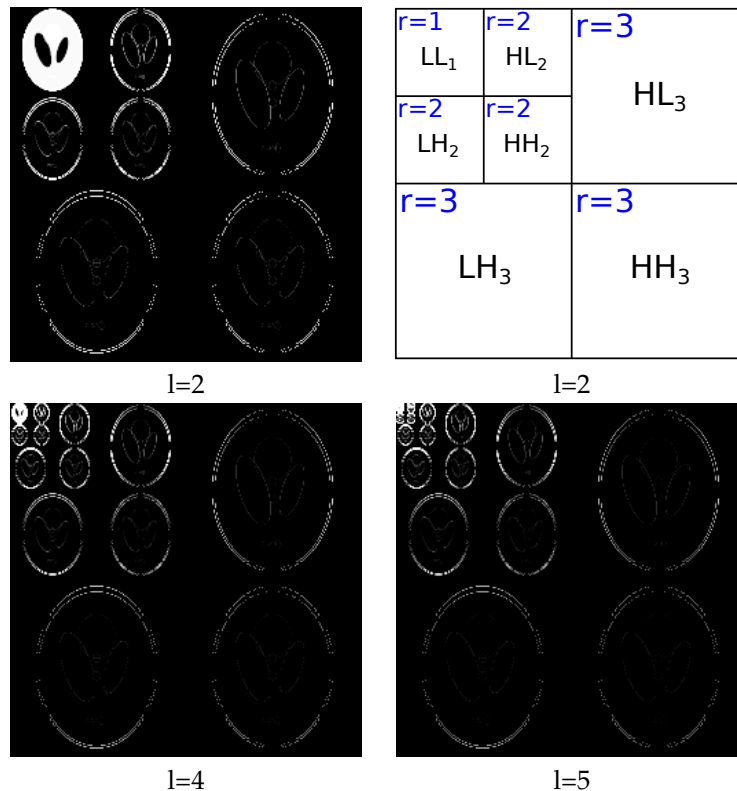 r=1 r=2 r=3
LL₁ HL₂ HL₃
r=2 r=2
LH₂ HH₂
r=3 r=3
LH₃ HH₃
l=2 l=2
l=4 l=5